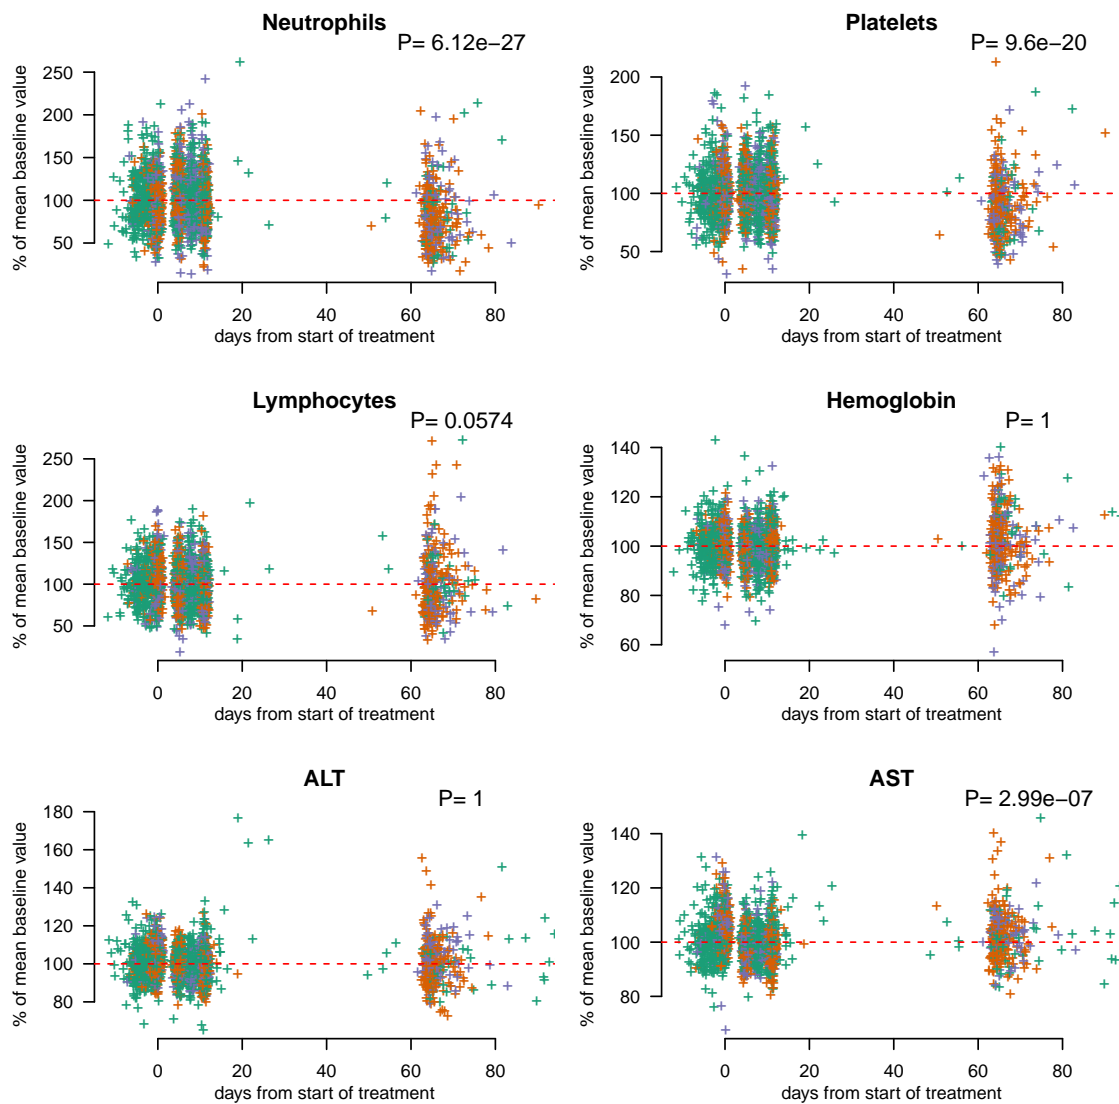 Neutrophils
P= 6.12e−27
% of mean baseline value
250
200
150
100
50
0 20 40 60 80
days from start of treatment
Platelets
P= 9.6e−20
% of mean baseline value
200
150
100
50
0 20 40 60 80
days from start of treatment
Lymphocytes
P= 0.0574
% of mean baseline value
250
200
150
100
50
0 20 40 60 80
days from start of treatment
Hemoglobin
P= 1
% of mean baseline value
140
120
100
80
60
0 20 40 60 80
days from start of treatment
ALT
P= 1
% of mean baseline value
180
160
140
120
100
80
0 20 40 60 80
days from start of treatment
AST
P= 2.99e−07
% of mean baseline value
140
120
100
80
0 20 40 60 80
days from start of treatment